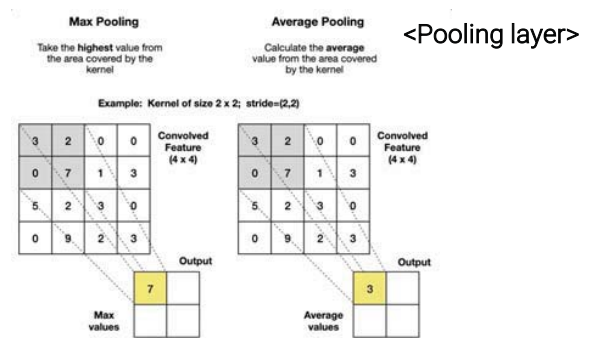 <Pooling layer>
Max Pooling
Take the highest value from
the area covered by the
kernel
Average Pooling
Calculate the average
value from the area covered
by the kernel
Example: Kernel of size 2 x 2; stride=(2,2)
3 2 0 0
0 7 1 3
5 2 3 0
0 9 2 3
Convolved
Feature
(4 x 4)
Output
7
Max
values
3 2 0 0
0 7 1 3
5 2 3 0
0 9 2 3
Convolved
Feature
(4 x 4)
Output
3
Average
values